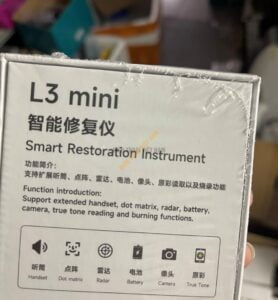 L3 mini
智能修复仪
Smart Restoration Instrument
功能简介:
支持扩展听筒、点阵、雷达、电池、像头、原彩读取以及烧录功能
Function introduction:
Support extended handset, dot matrix, radar, battery,
camera, true tone reading and burning functions.
听筒 点阵 雷达 电池 像头 原彩
Handset Dot matrix Radar Battery Camera True Tone